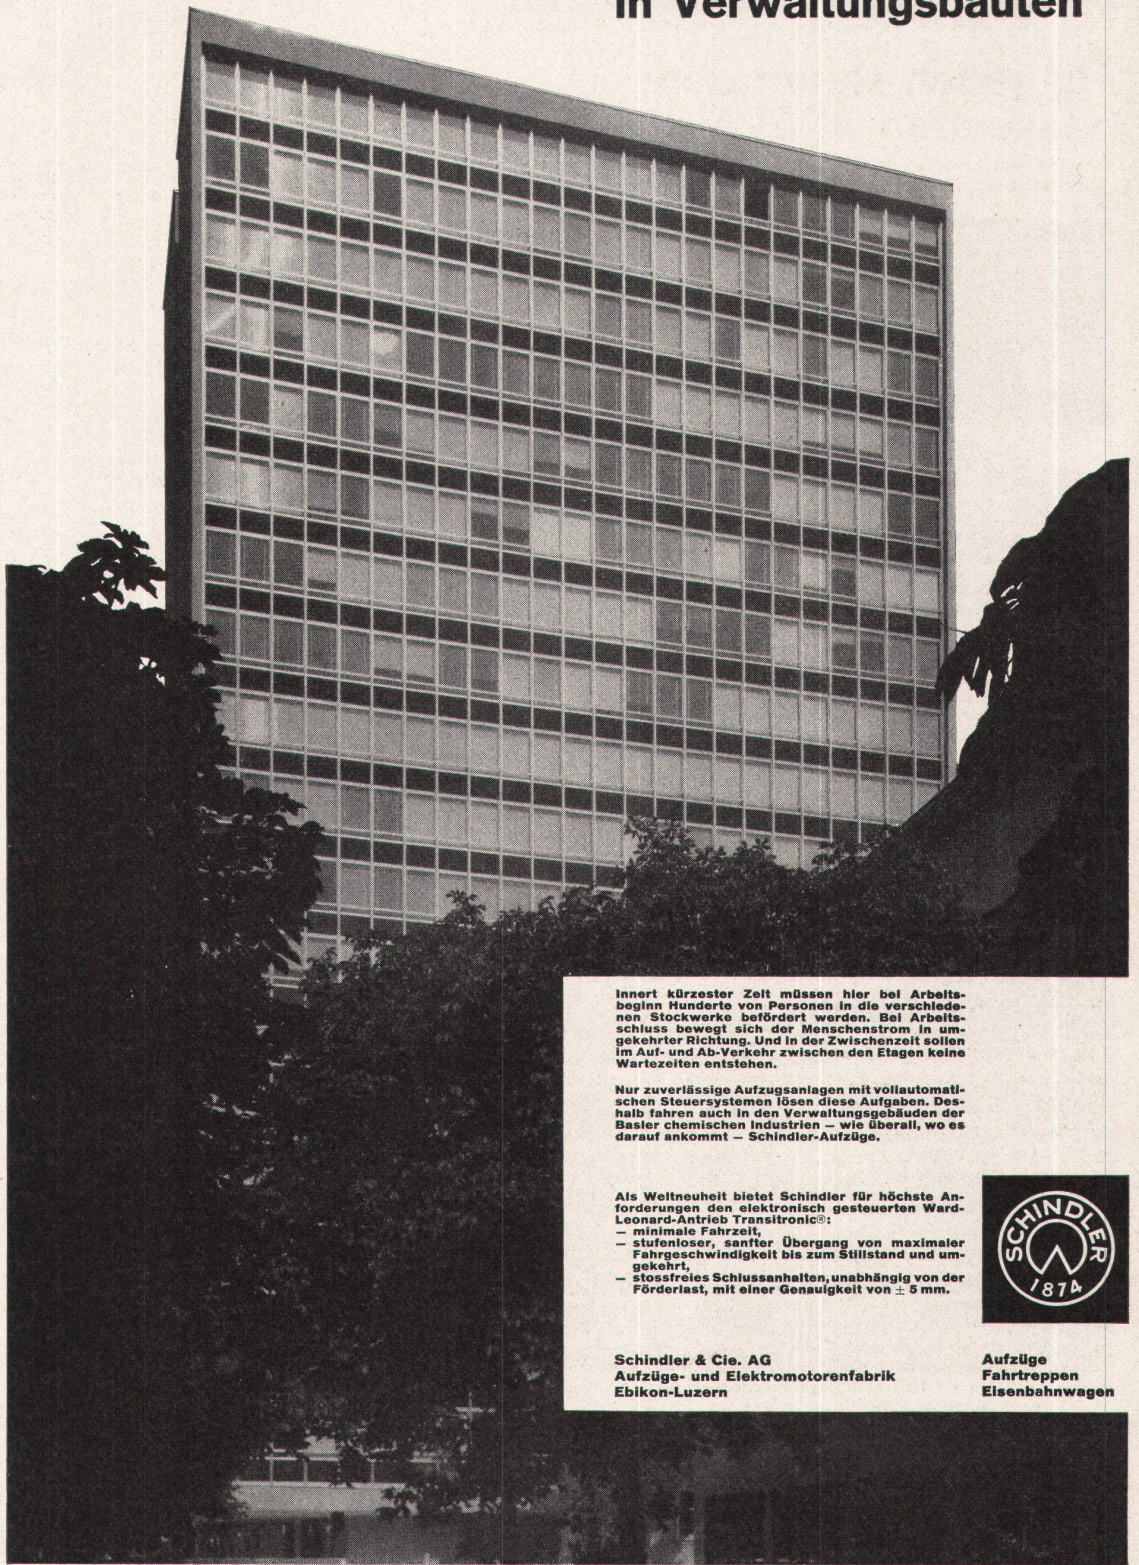 in Verwaltungsbauten
Innert kürzester Zeit müssen hier bei Arbeits-
beginn Hunderte von Personen in die verschiede-
nen Stockwerke befördert werden. Bei Arbeits-
schluss bewegt sich der Menschenstrom in um-
gekehrter Richtung. Und in der Zwischenzeit sollen
im Auf- und Ab-Verkehr zwischen den Etagen keine
Wartezeiten entstehen.
Nur zuverlässige Aufzugsanlagen mit vollautomati-
schen Steuersystemen lösen diese Aufgaben. Des-
halb fahren auch in den Verwaltungsgebäuden der
Basler chemischen Industrien – wie überall, wo es
darauf ankommt – Schindler-Aufzüge.
Als Weltneuheit bietet Schindler für höchste An-
forderungen den elektronisch gesteuerten Ward-
Leonard-Antrieb Transitronic®:
– minimale Fahrzeit,
– stufenloser, sanfter Übergang von maximaler
Fahrgeschwindigkeit bis zum Stillstand und um-
gekehrt,
– stossfreies Schlussanhalten, unabhängig von der
Förderlast, mit einer Genauigkeit von ± 5 mm.
SCHINDLER
1874
Schindler & Cie. AG
Aufzüge- und Elektromotorenfabrik
Ebikon-Luzern
Aufzüge
Fahrtreppen
Eisenbahnwagen